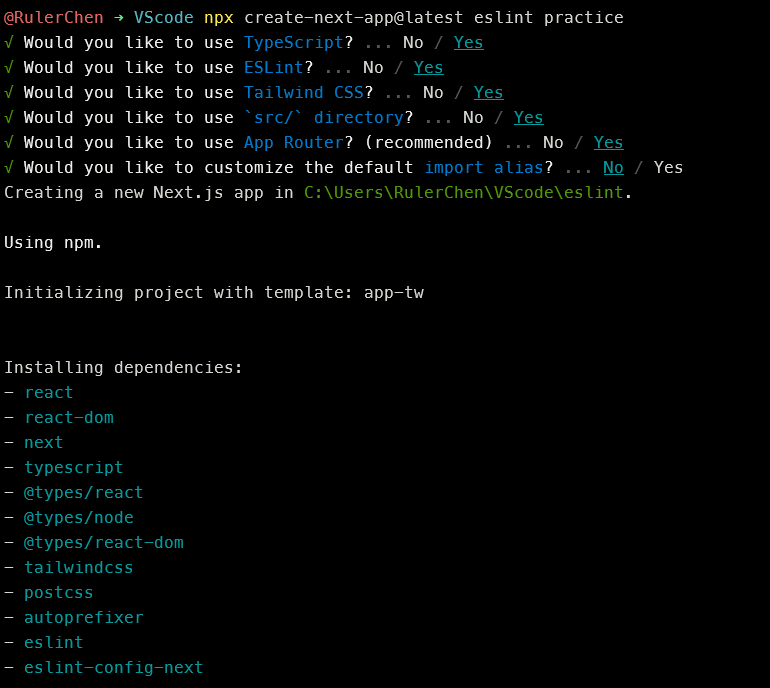 @RulerChen → VScode npx create-next-app@latest eslint practice
√ Would you like to use TypeScript? ... No / Yes
√ Would you like to use ESLint? ... No / Yes
√ Would you like to use Tailwind CSS? ... No / Yes
√ Would you like to use `src/` directory? ... No / Yes
√ Would you like to use App Router? (recommended) ... No / Yes
√ Would you like to customize the default import alias? ... No / Yes
Creating a new Next.js app in C:\Users\RulerChen\VScode\eslint.
Using npm.
Initializing project with template: app-tw
Installing dependencies:
- react
- react-dom
- next
- typescript
- @types/react
- @types/node
- @types/react-dom
- tailwindcss
- postcss
- autoprefixer
- eslint
- eslint-config-next